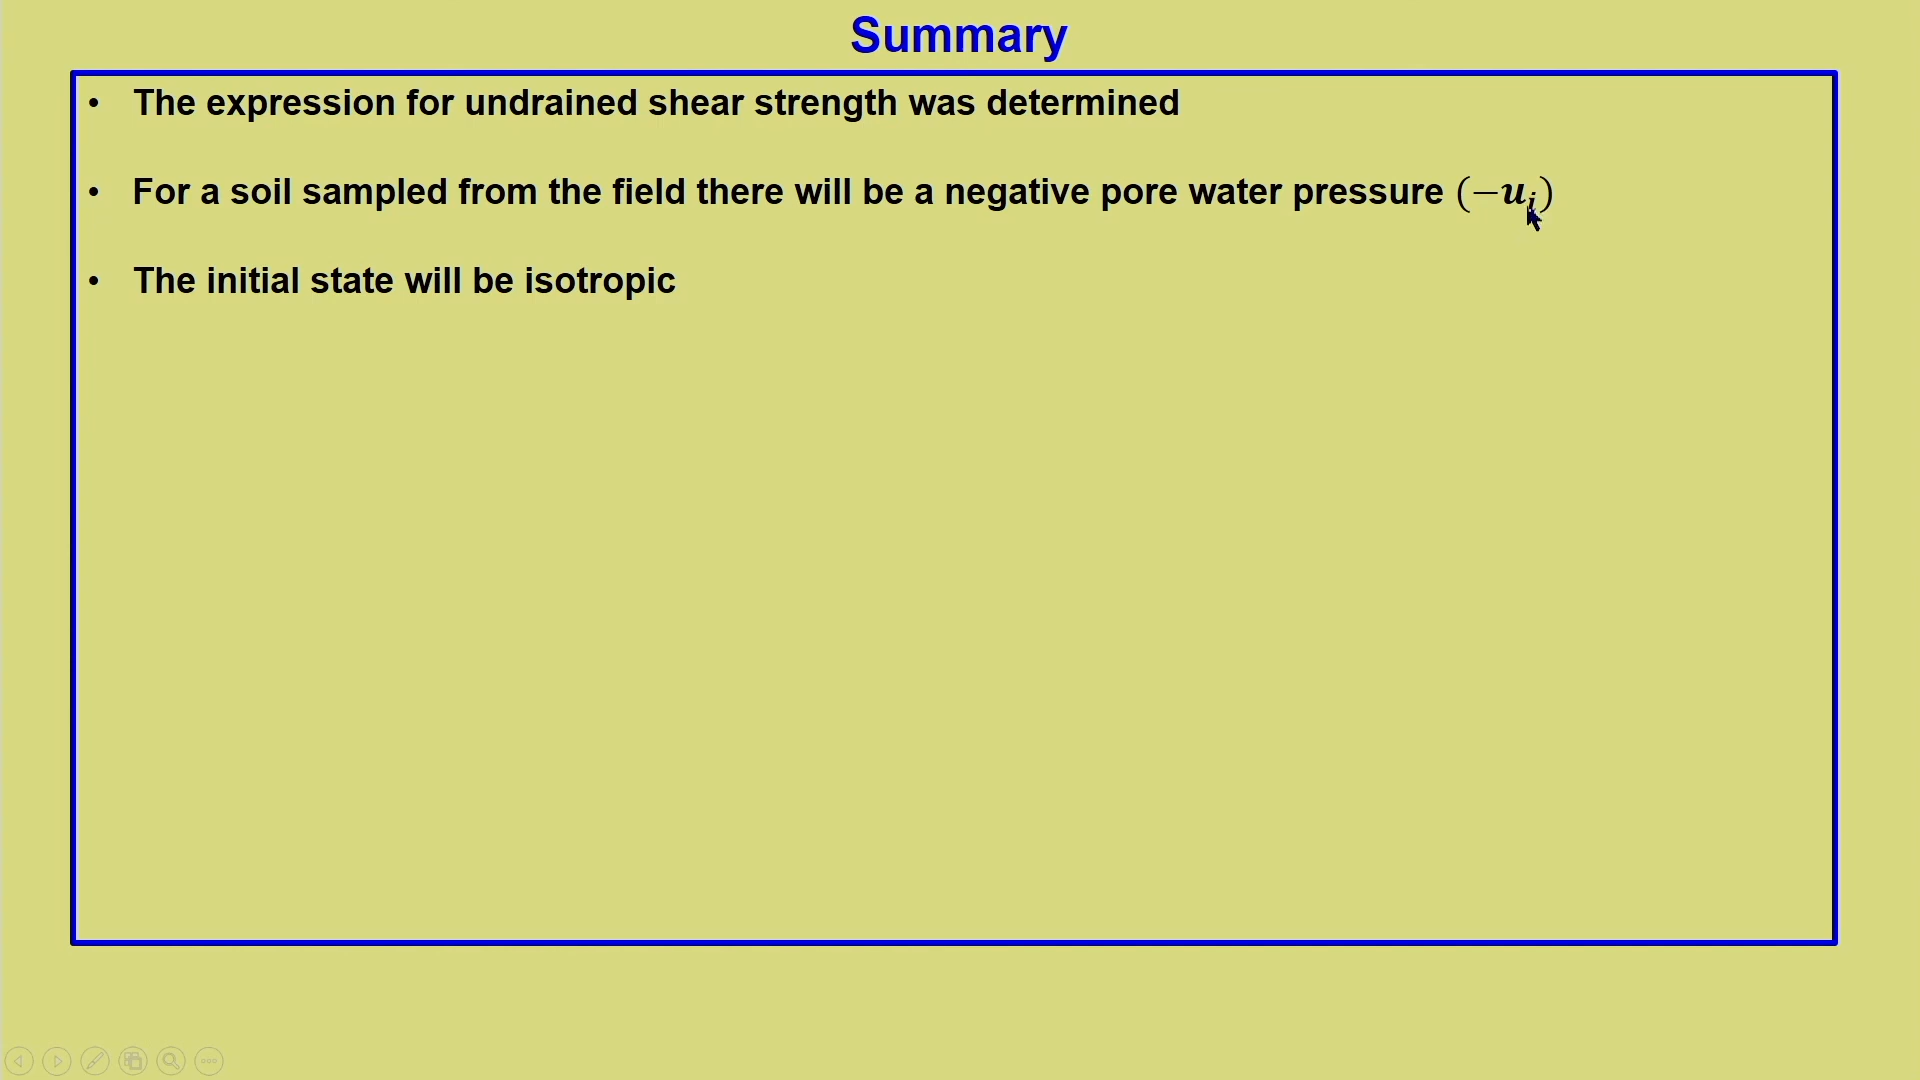 Summary
• The expression for undrained shear strength was determined
• For a soil sampled from the field there will be a negative pore water pressure (−uᵢ)
• The initial state will be isotropic